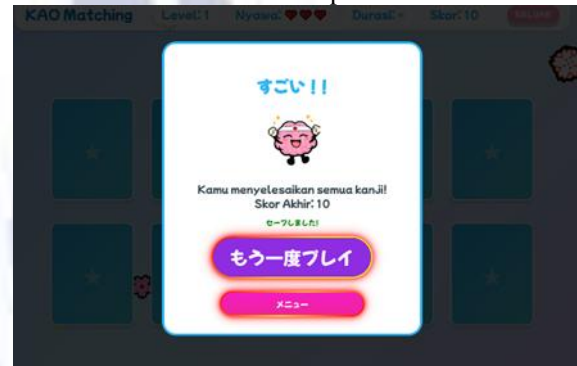 KAO Matching Level: 1 Nyawa: ❤❤❤ Durasi: - Skor: 10
すごい!!
Kamu menyelesaikan semua kanji!
Skor Akhir: 10
セーブしました!
もう一度プレイ
メニュー